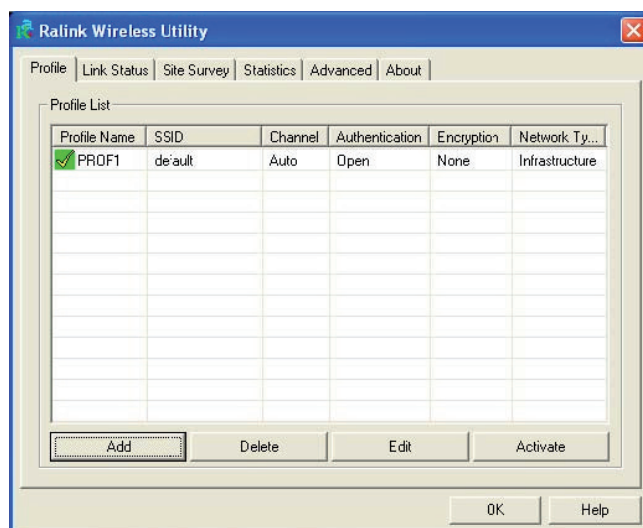 Ralink Wireless Utility
Profile Link Status Site Survey Statistics Advanced About
Profile List
Profile Name SSID Channel Authentication Encryption Network Ty...
PROF1 default Auto Open None Infrastructure
Add Delete Edit Activate
OK Help